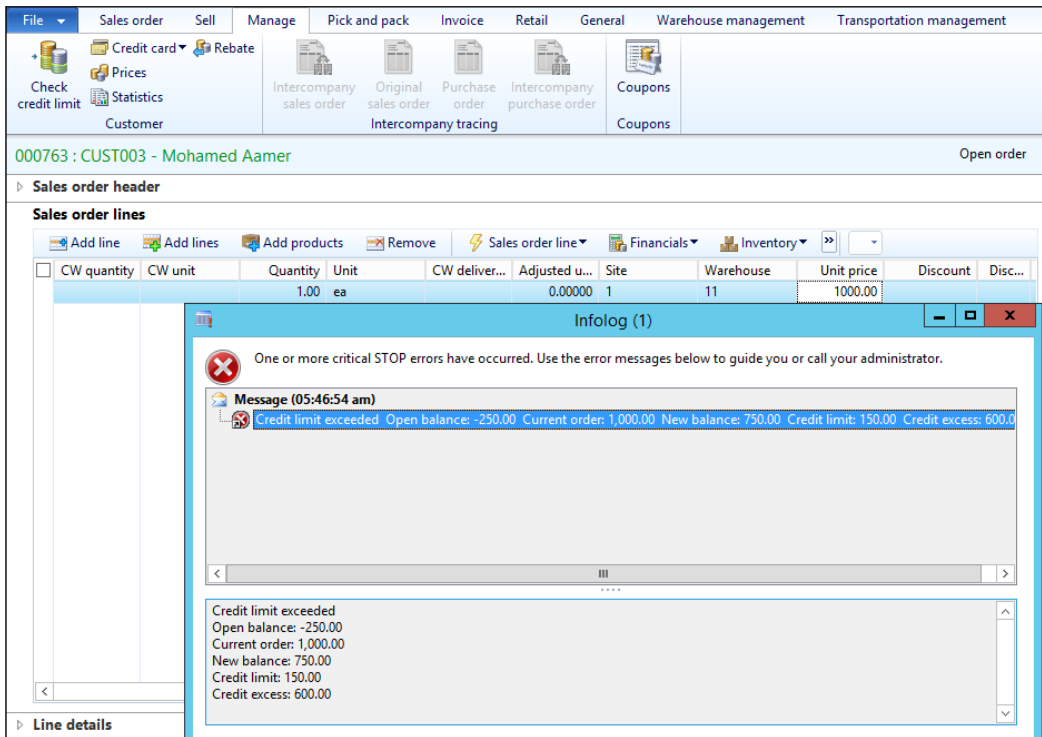 File Sales order Sell Manage Pick and pack Invoice Retail General Warehouse management Transportation management
Check credit limit
Credit card
Prices
Statistics
Rebate
Customer
Intercompany sales order
Original sales order
Purchase order
Intercompany purchase order
Intercompany tracing
Coupons
Coupons
000763 : CUST003 - Mohamed Aamer
Open order
Sales order header
Sales order lines
Add line Add lines Add products Remove Sales order line Financials Inventory »
CW quantity CW unit Quantity Unit CW deliver... Adjusted u... Site Warehouse Unit price Discount Disc...
1.00 ea 0.00000 1 11 1000.00
Infolog (1)
One or more critical STOP errors have occurred. Use the error messages below to guide you or call your administrator.
Message (05:46:54 am)
Credit limit exceeded Open balance: -250.00 Current order: 1,000.00 New balance: 750.00 Credit limit: 150.00 Credit excess: 600.0
Credit limit exceeded
Open balance: -250.00
Current order: 1,000.00
New balance: 750.00
Credit limit: 150.00
Credit excess: 600.00
Line details